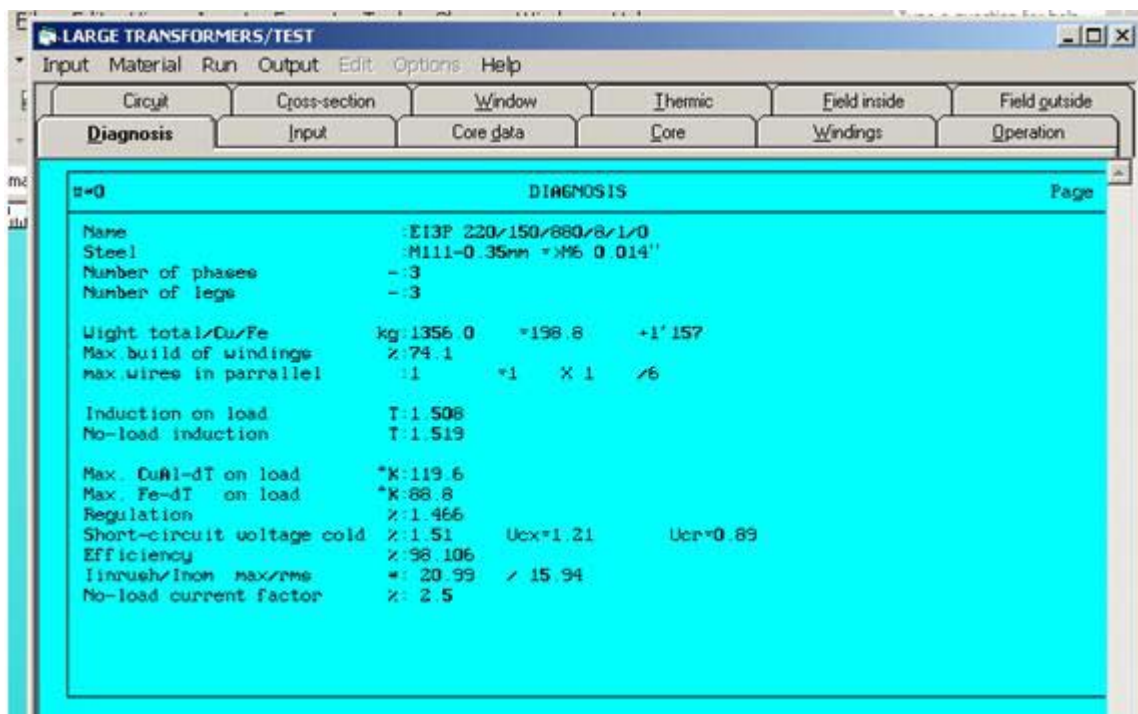 LARGE TRANSFORMERS/TEST
Input Material Run Output Edit Options Help
Circuit Cross-section Window Thermic Field inside Field outside
Diagnosis Input Core data Core Windings Operation
¤=0 DIAGNOSIS Page
Name :EI3P 220/150/880/8/1/0
Steel :M111-0.35mm =>M6 0.014''
Number of phases -:3
Number of legs -:3
Wight total/Cu/Fe kg:1356.0 =198.8 +1'157
Max.build of windings %:74.1
max.wires in parrallel :1 =1 X 1 /6
Induction on load T:1.508
No-load induction T:1.519
Max. CuAl-dT on load °K:119.6
Max. Fe-dT on load °K:88.8
Regulation %:1.466
Short-circuit voltage cold %:1.51 Ucx=1.21 Ucr=0.89
Efficiency %:98.106
Iinrush/Inom max/rms =: 20.99 / 15.94
No-load current factor %: 2.5